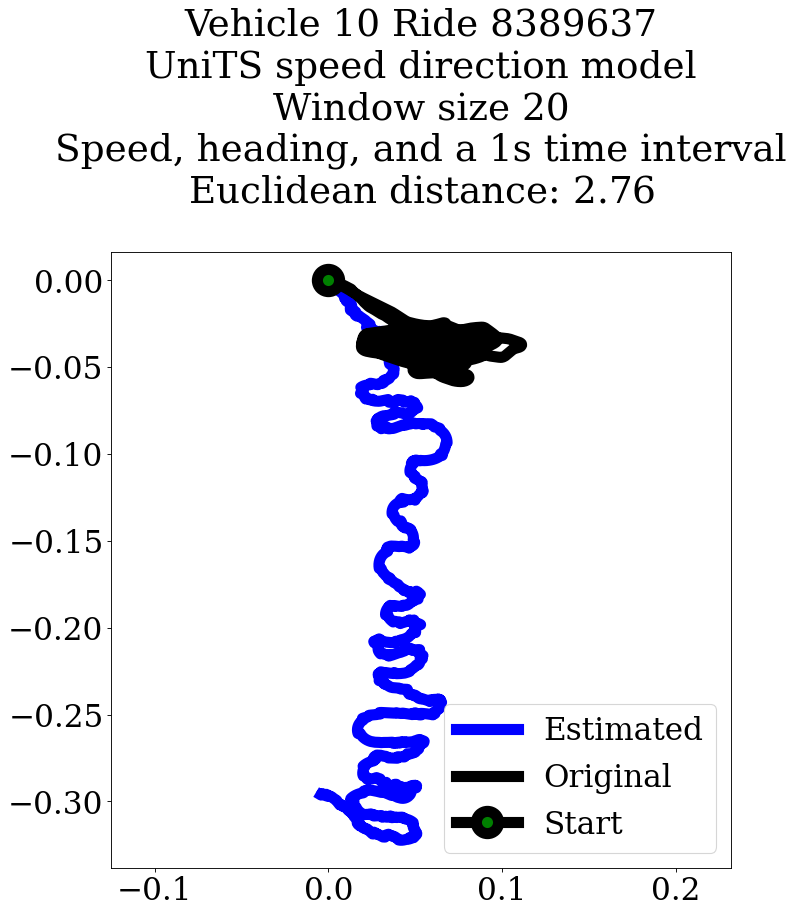 Vehicle 10 Ride 8389637
UniTS speed direction model
Window size 20
Speed, heading, and a 1s time interval
Euclidean distance: 2.76
0.00
−0.05
−0.10
−0.15
−0.20
−0.25
−0.30
Estimated
Original
Start
−0.1 0.0 0.1 0.2